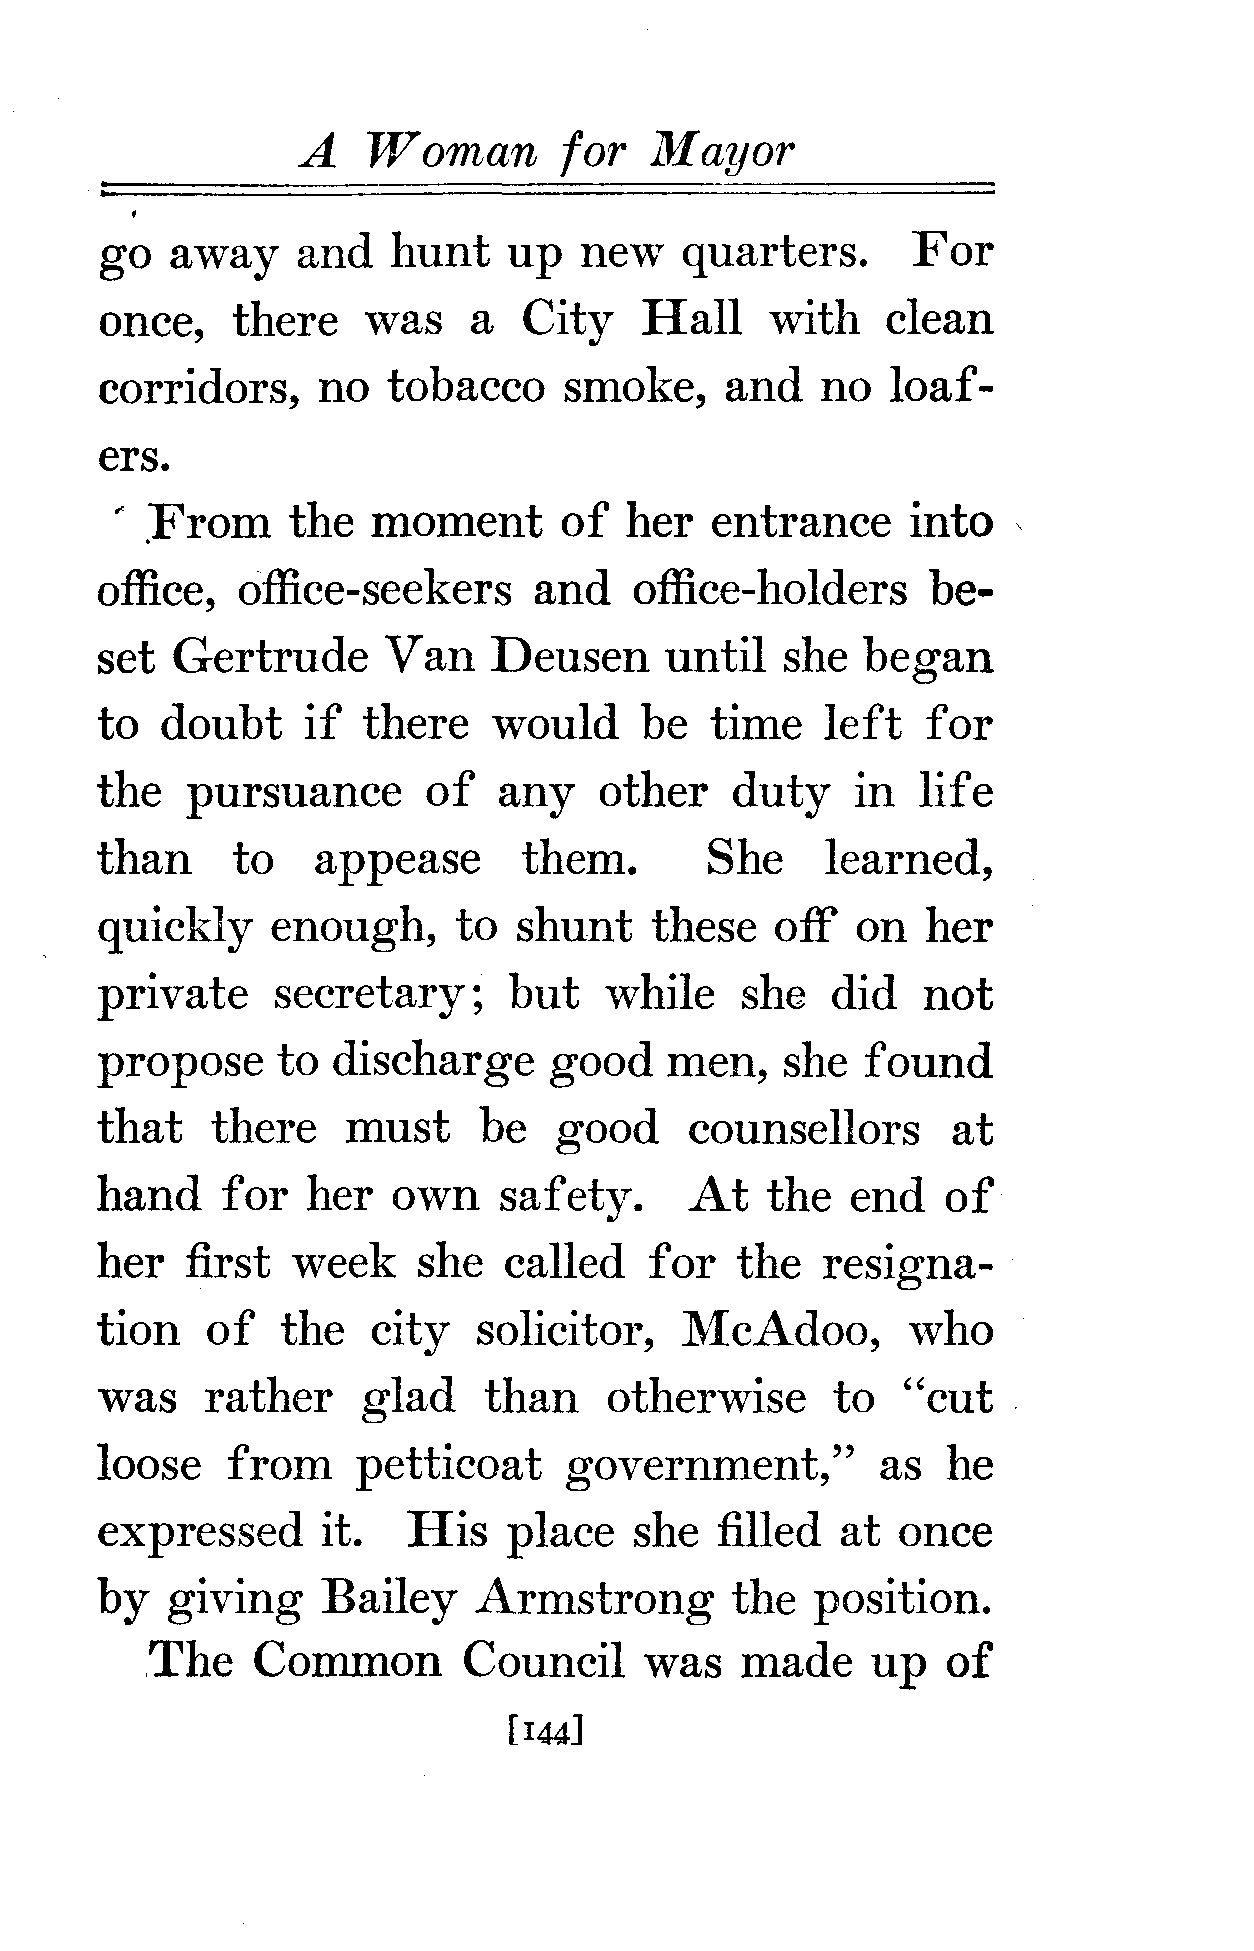 A Woman for Mayor
go away and hunt up new quarters. For
once, there was a City Hall with clean
corridors, no tobacco smoke, and no loaf-
ers.
From the moment of her entrance into
office, office-seekers and office-holders be-
set Gertrude Van Deusen until she began
to doubt if there would be time left for
the pursuance of any other duty in life
than to appease them. She learned,
quickly enough, to shunt these off on her
private secretary; but while she did not
propose to discharge good men, she found
that there must be good counsellors at
hand for her own safety. At the end of
her first week she called for the resigna-
tion of the city solicitor, McAdoo, who
was rather glad than otherwise to “cut
loose from petticoat government,” as he
expressed it. His place she filled at once
by giving Bailey Armstrong the position.
The Common Council was made up of
[144]